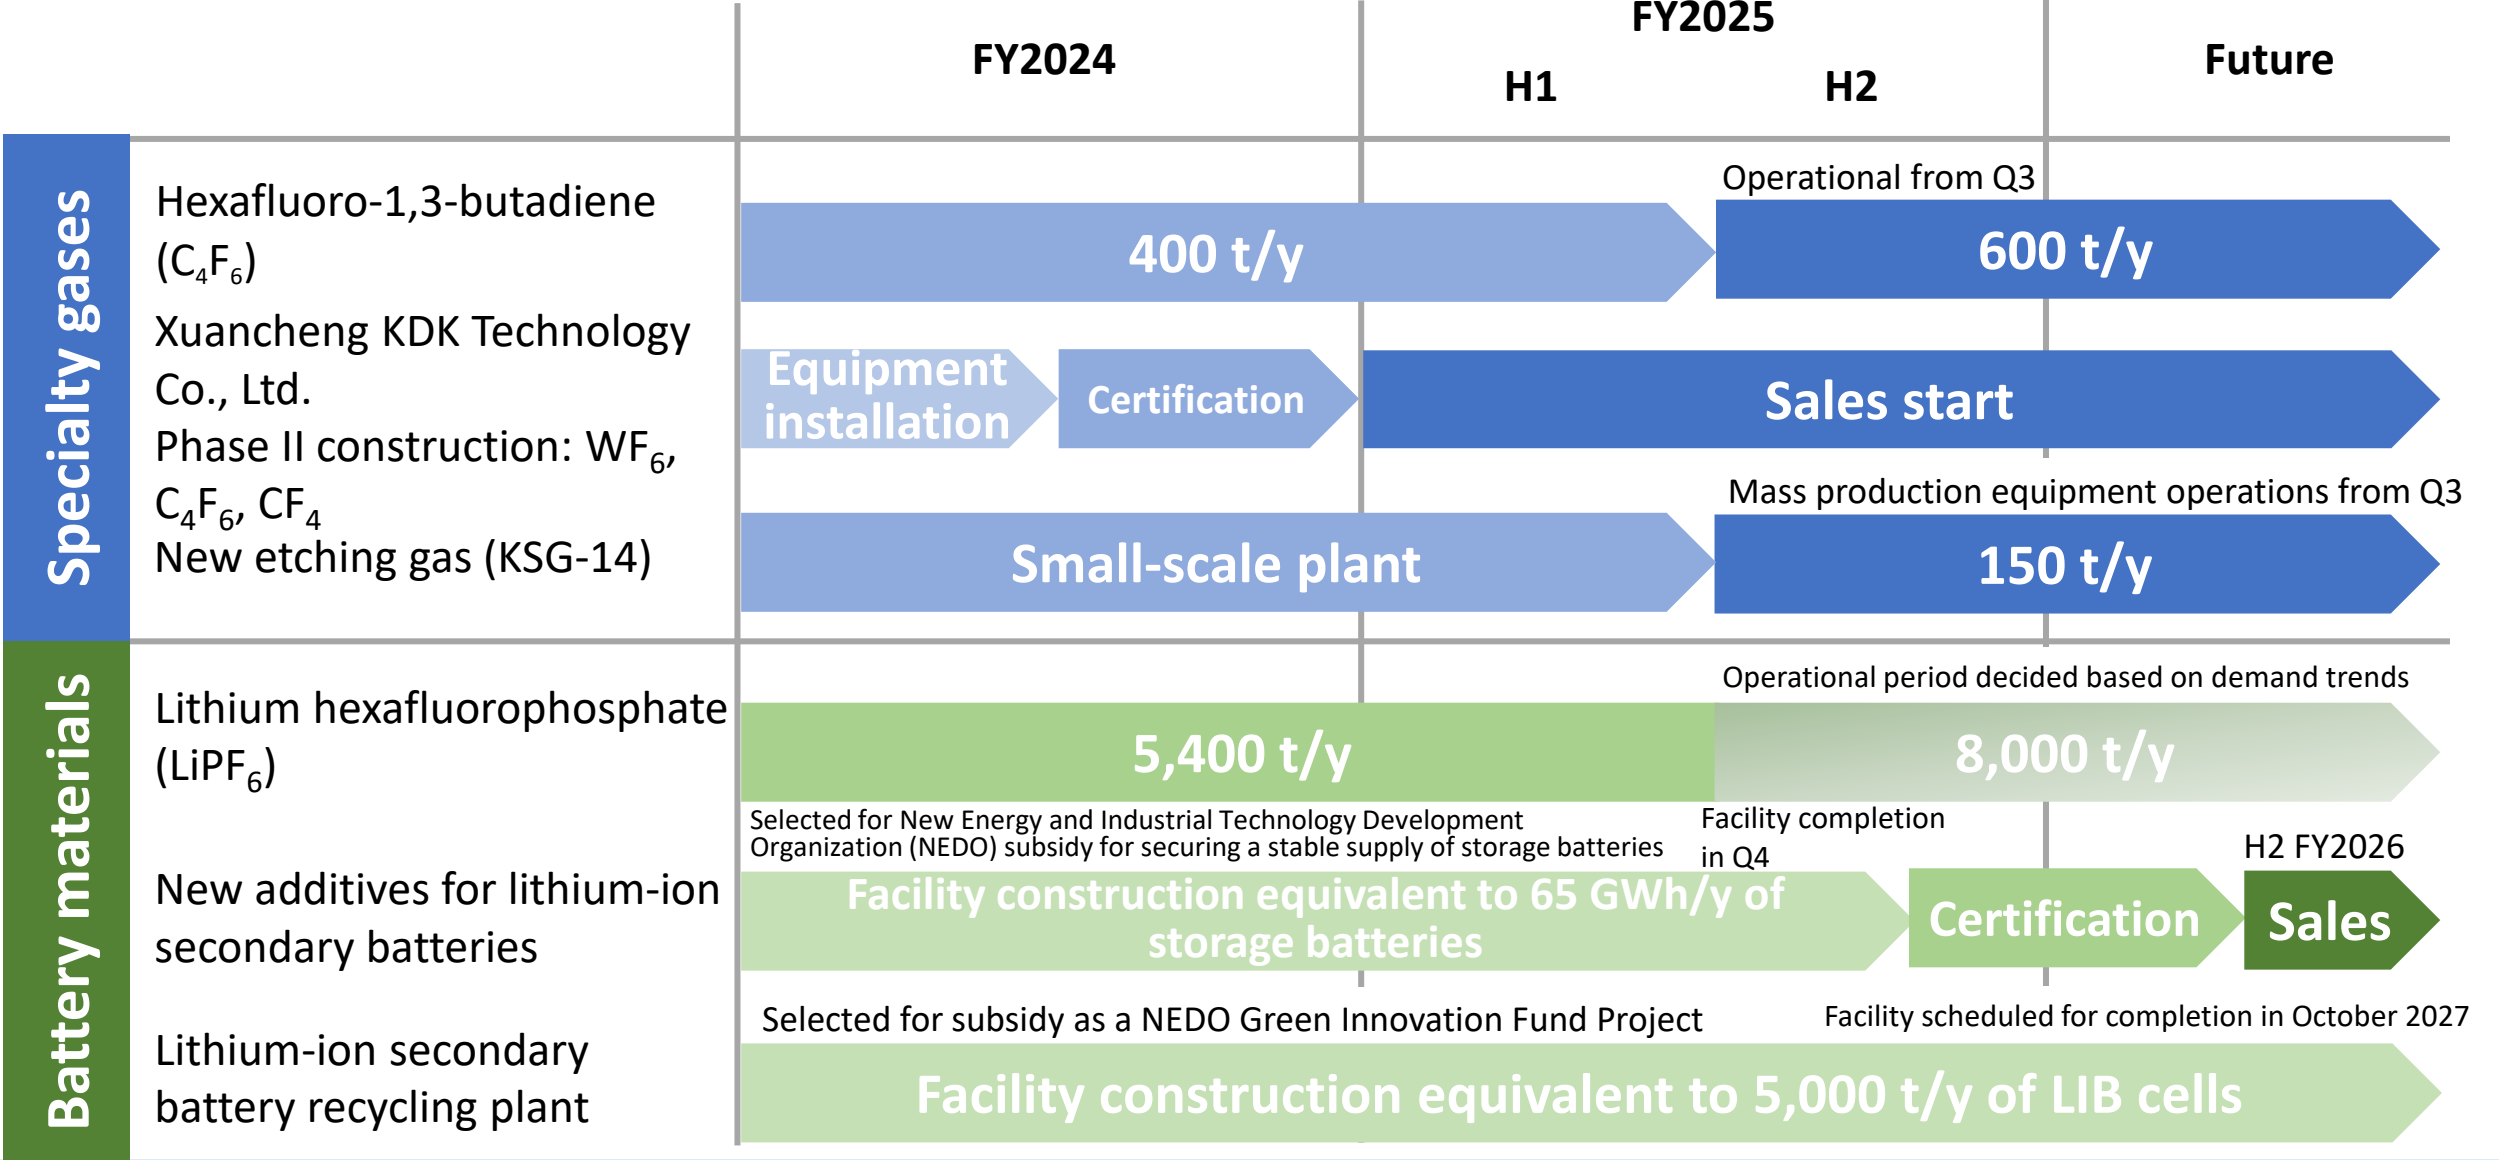 FY2024
FY2025
H1
H2
Future
Specialty gases
Hexafluoro-1,3-butadiene
(C₄F₆)
Operational from Q3
400 t/y
600 t/y
Xuancheng KDK Technology
Co., Ltd.
Phase II construction: WF₆,
C₄F₆, CF₄
Equipment
installation
Certification
Sales start
New etching gas (KSG-14)
Mass production equipment operations from Q3
Small-scale plant
150 t/y
Battery materials
Lithium hexafluorophosphate
(LiPF₆)
Operational period decided based on demand trends
5,400 t/y
8,000 t/y
New additives for lithium-ion
secondary batteries
Selected for New Energy and Industrial Technology Development
Organization (NEDO) subsidy for securing a stable supply of storage batteries
Facility completion
in Q4
H2 FY2026
Facility construction equivalent to 65 GWh/y of
storage batteries
Certification
Sales
Lithium-ion secondary
battery recycling plant
Selected for subsidy as a NEDO Green Innovation Fund Project
Facility scheduled for completion in October 2027
Facility construction equivalent to 5,000 t/y of LIB cells